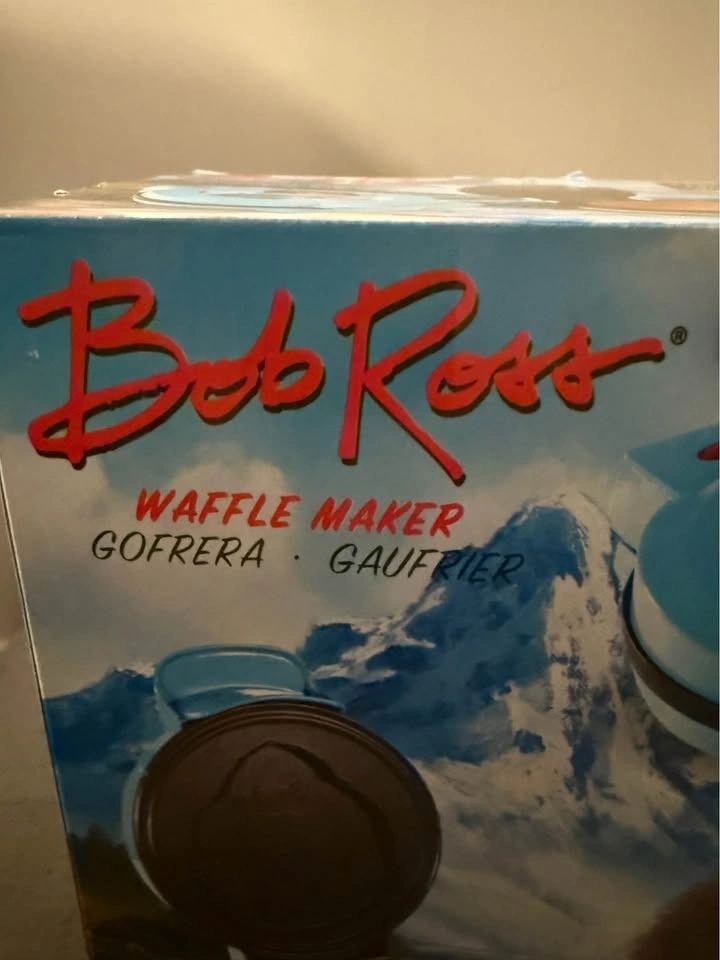 Bob Ross®
WAFFLE MAKER
GOFRERA · GAUFRIER